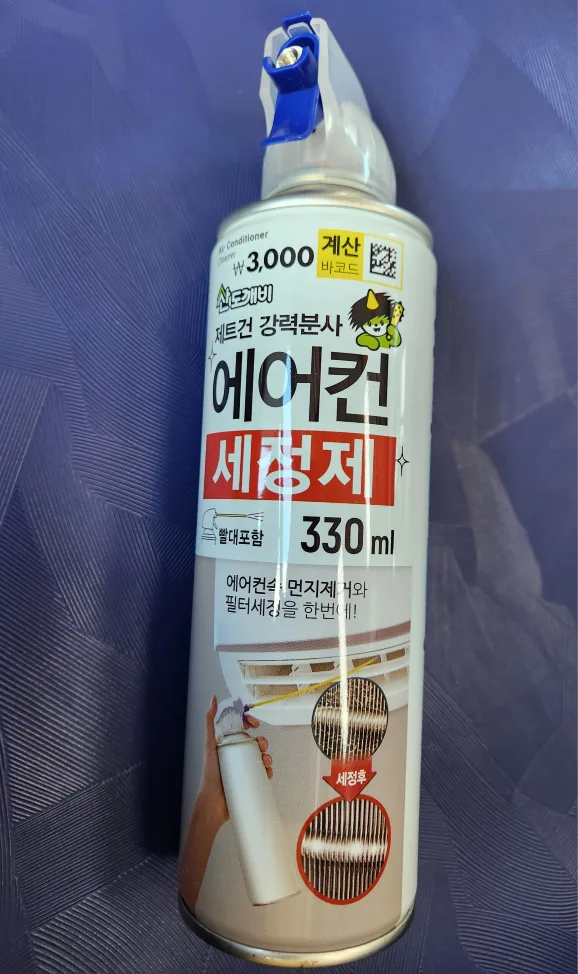 Air Conditioner
Cleaner
₩3,000
계산
바코드
산도깨비
제트건 강력분사
에어컨
세정제
빨대포함
330 ml
에어컨속 먼지제거와
필터세정을 한번에!
세정후